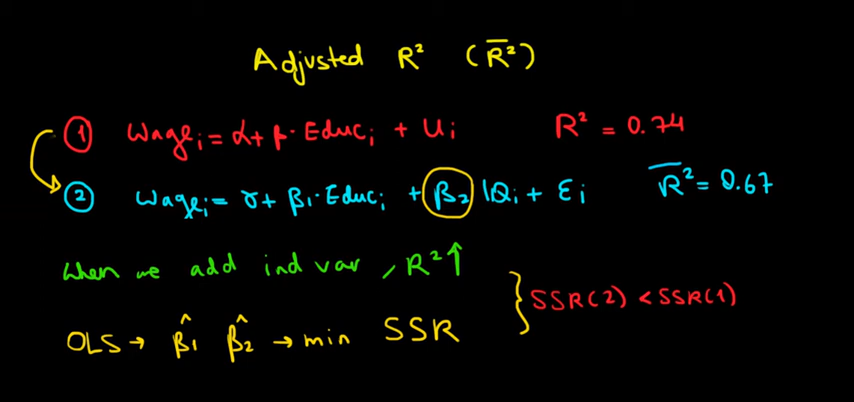 Adjusted R² (R̅²)
① Wageᵢ = α + β · Educᵢ + Uᵢ R² = 0.74
② Wageᵢ = γ + β₁ · Educᵢ + β₂ IQᵢ + Ɛᵢ R̅² = 0.67
When we add ind var, R² ↑
OLS → β̂₁ β̂₂ → min SSR } SSR(2) < SSR(1)